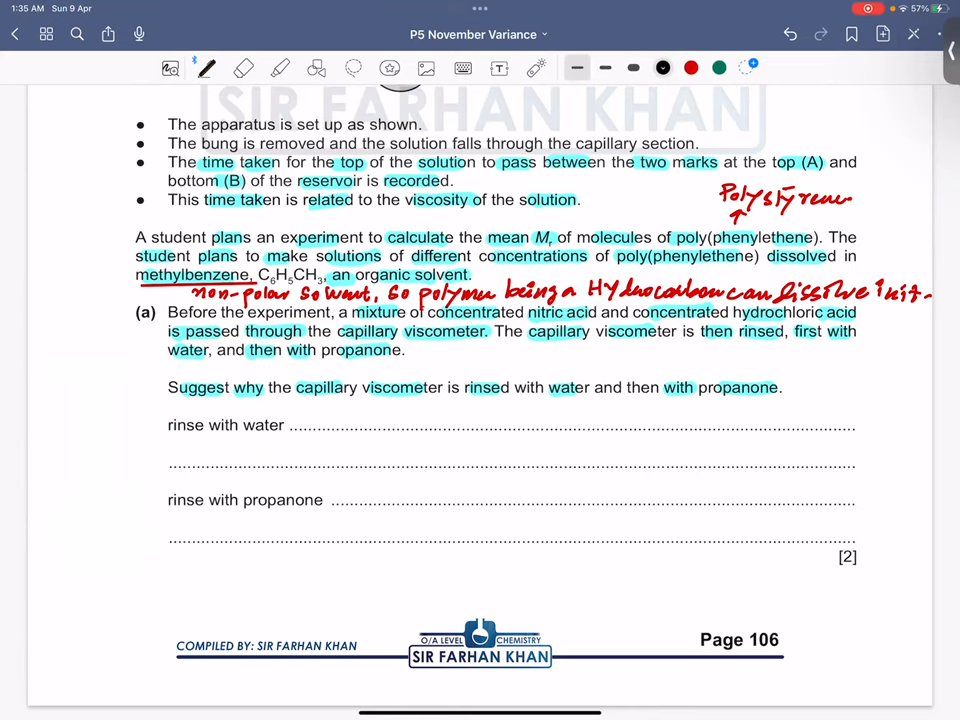 1:35 AM Sun 9 Apr
57%
P5 November Variance
SIR FARHAN KHAN
• The apparatus is set up as shown.
• The bung is removed and the solution falls through the capillary section.
• The time taken for the top of the solution to pass between the two marks at the top (A) and
bottom (B) of the reservoir is recorded.
• This time taken is related to the viscosity of the solution.
Polystyrene
A student plans an experiment to calculate the mean Mr of molecules of poly(phenylethene). The
student plans to make solutions of different concentrations of poly(phenylethene) dissolved in
methylbenzene, C6H5CH3, an organic solvent.
non-polar solvent, so polymer being a Hydrocarbon can dissolve in it.
(a) Before the experiment, a mixture of concentrated nitric acid and concentrated hydrochloric acid
is passed through the capillary viscometer. The capillary viscometer is then rinsed, first with
water, and then with propanone.
Suggest why the capillary viscometer is rinsed with water and then with propanone.
rinse with water ................................................................
................................................................
rinse with propanone ................................................................
................................................................
[2]
COMPILED BY: SIR FARHAN KHAN
O/A LEVEL CHEMISTRY
SIR FARHAN KHAN
Page 106